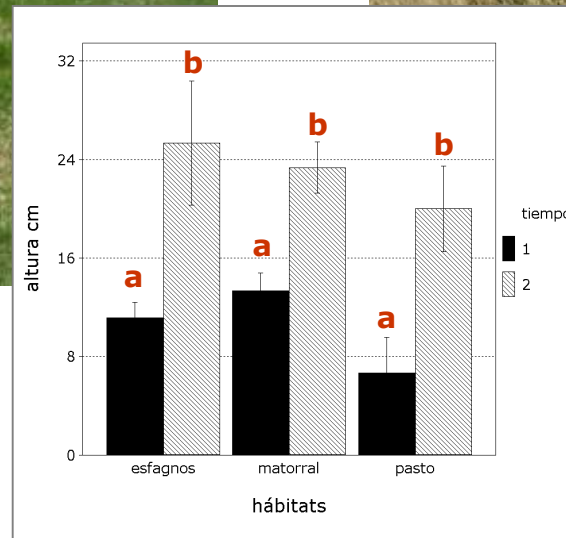 32
24
16
8
0
altura cm
a
b
a
b
a
b
esfagnos
matorral
pasto
hábitats
tiempo
1
2